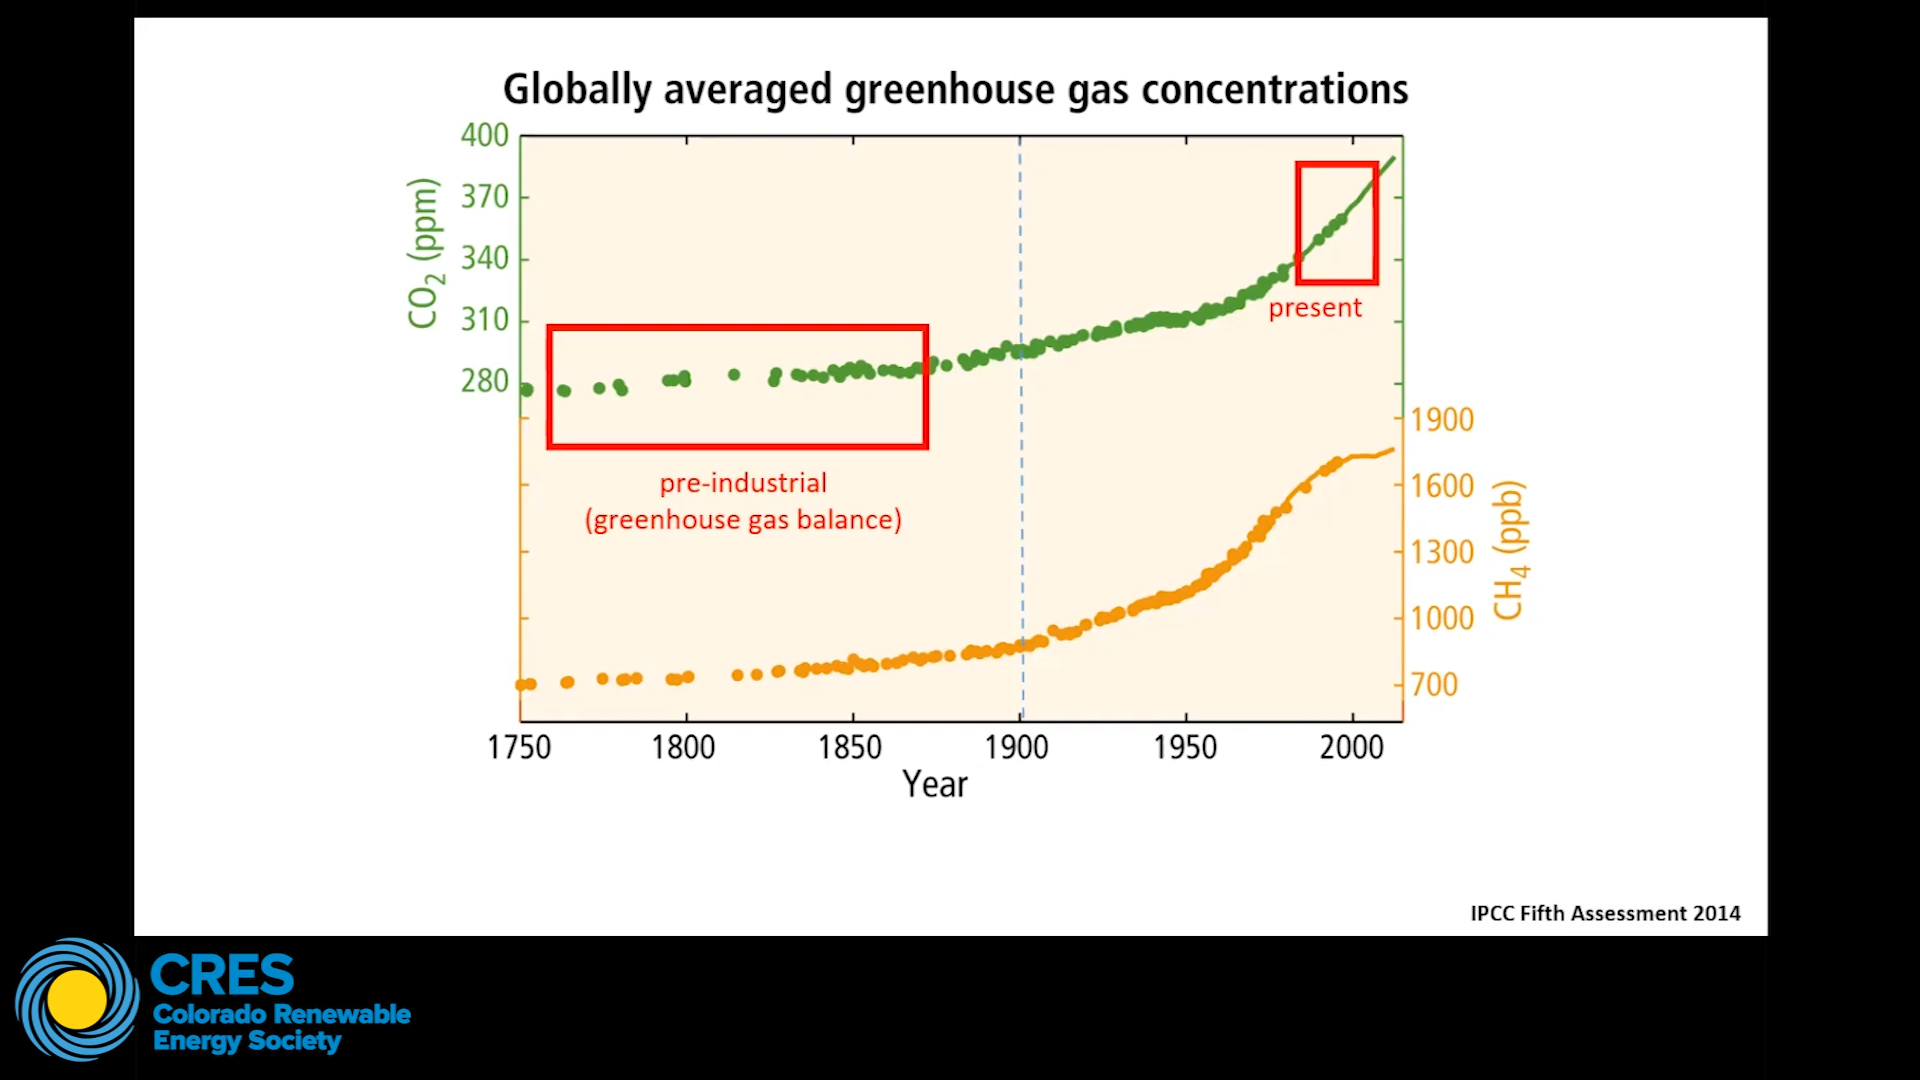 Globally averaged greenhouse gas concentrations
CO₂ (ppm)
400
370
340
310
280
present
pre-industrial
(greenhouse gas balance)
1900
1600
1300
1000
700
CH₄ (ppb)
1750 1800 1850 1900 1950 2000
Year
IPCC Fifth Assessment 2014
CRES
Colorado Renewable
Energy Society